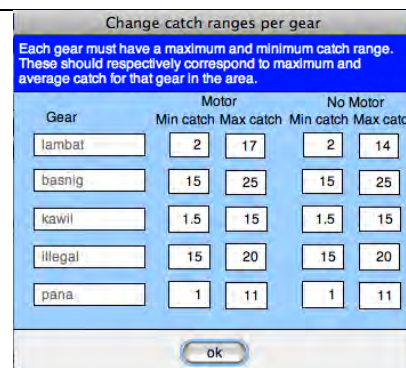 Change catch ranges per gear
Each gear must have a maximum and minimum catch range.
These should respectively correspond to maximum and
average catch for that gear in the area.
Motor No Motor
Gear Min catch Max catch Min catch Max catc
lambat 2 17 2 14
basnig 15 25 15 25
kawil 1.5 15 1.5 15
illegal 15 20 15 20
pana 1 11 1 11
ok